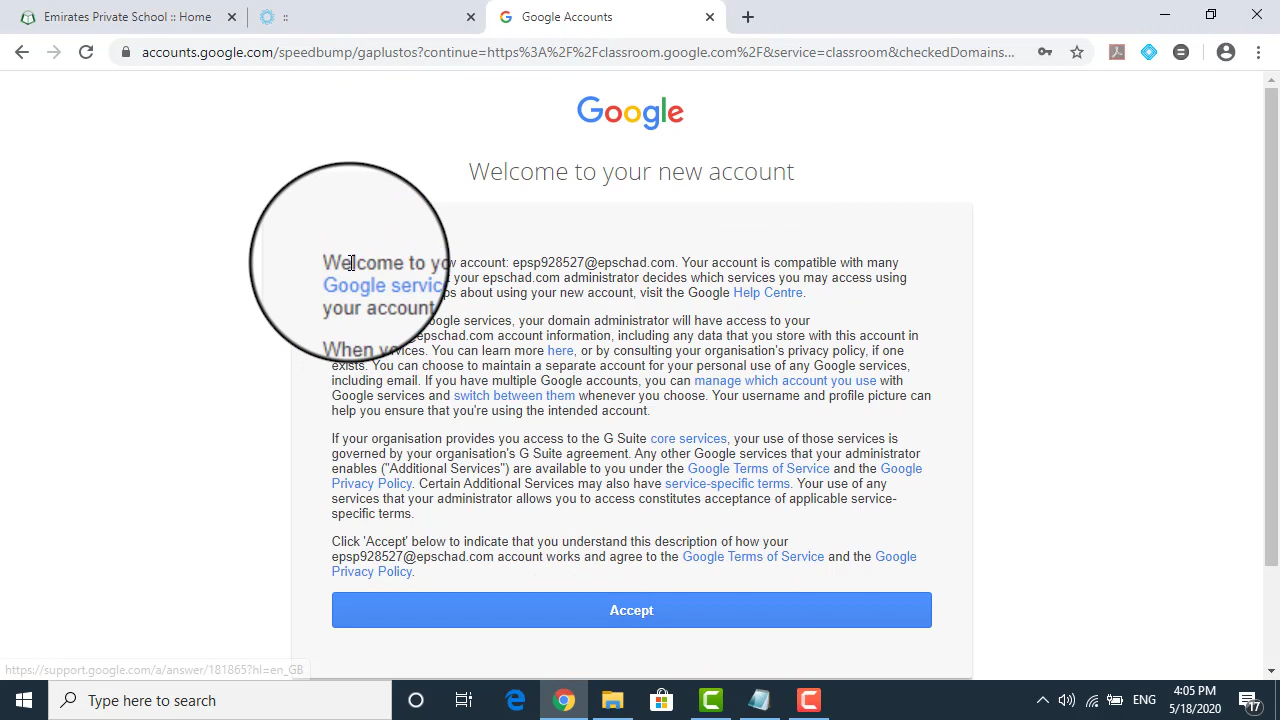 Emirates Private School :: Home
::
Google Accounts
accounts.google.com/speedbump/gaplustos?continue=https%3A%2F%2Fclassroom.google.com%2F&service=classroom&checkedDomains...
Google
Welcome to your new account
Welcome to yo w account: epsp928527@epschad.com. Your account is compatible with many
Google servic your epschad.com administrator decides which services you may access using
your account ps about using your new account, visit the Google Help Centre.
When yo ogle services, your domain administrator will have access to your
epschad.com account information, including any data that you store with this account in
vices. You can learn more here, or by consulting your organisation's privacy policy, if one
exists. You can choose to maintain a separate account for your personal use of any Google services,
including email. If you have multiple Google accounts, you can manage which account you use with
Google services and switch between them whenever you choose. Your username and profile picture can
help you ensure that you're using the intended account.
If your organisation provides you access to the G Suite core services, your use of those services is
governed by your organisation's G Suite agreement. Any other Google services that your administrator
enables ("Additional Services") are available to you under the Google Terms of Service and the Google
Privacy Policy. Certain Additional Services may also have service-specific terms. Your use of any
services that your administrator allows you to access constitutes acceptance of applicable service-
specific terms.
Click 'Accept' below to indicate that you understand this description of how your
epsp928527@epschad.com account works and agree to the Google Terms of Service and the Google
Privacy Policy.
Accept
https://support.google.com/a/answer/181865?hl=en_GB
Type here to search
ENG
4:05 PM
5/18/2020
17